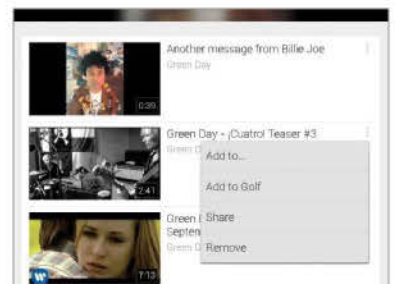 Another message from Billie Joe
Green Day
0:39
Green Day - ¡Cuatro! Teaser #3
Green D
2:41
Add to...
Add to Golf
Share
Remove
Green
Septen
Green D
7:13
W